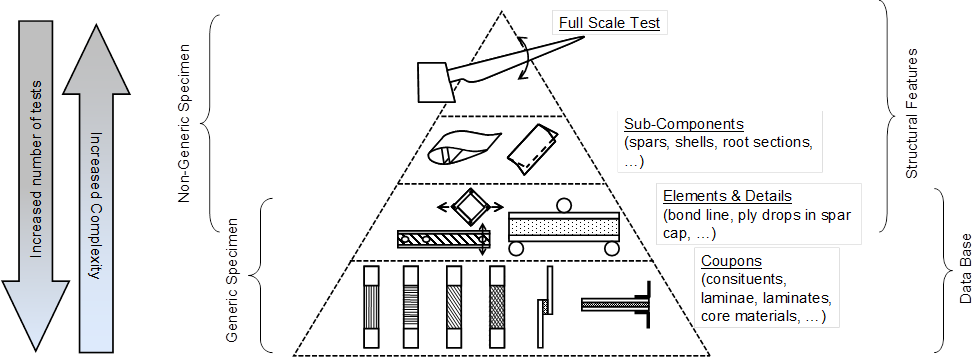 Increased number of tests
Increased Complexity
Non-Generic Specimen
Generic Specimen
Full Scale Test
Sub-Components
(spars, shells, root sections,
…)
Elements & Details
(bond line, ply drops in spar
cap, …)
Coupons
(consituents,
laminae, laminates,
core materials, …)
Structural Features
Data Base